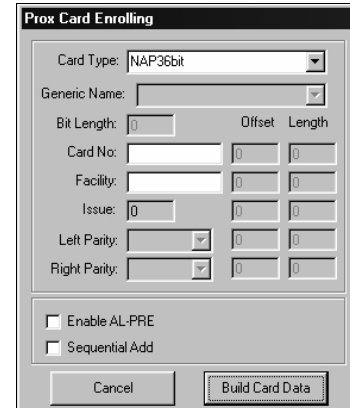 Prox Card Enrolling
Card Type: NAP36bit
Generic Name:
Bit Length: 0 Offset Length
Card No: 0 0
Facility: 0 0
Issue: 0 0 0
Left Parity: 0 0
Right Parity: 0 0
Enable AL-PRE
Sequential Add
Cancel Build Card Data